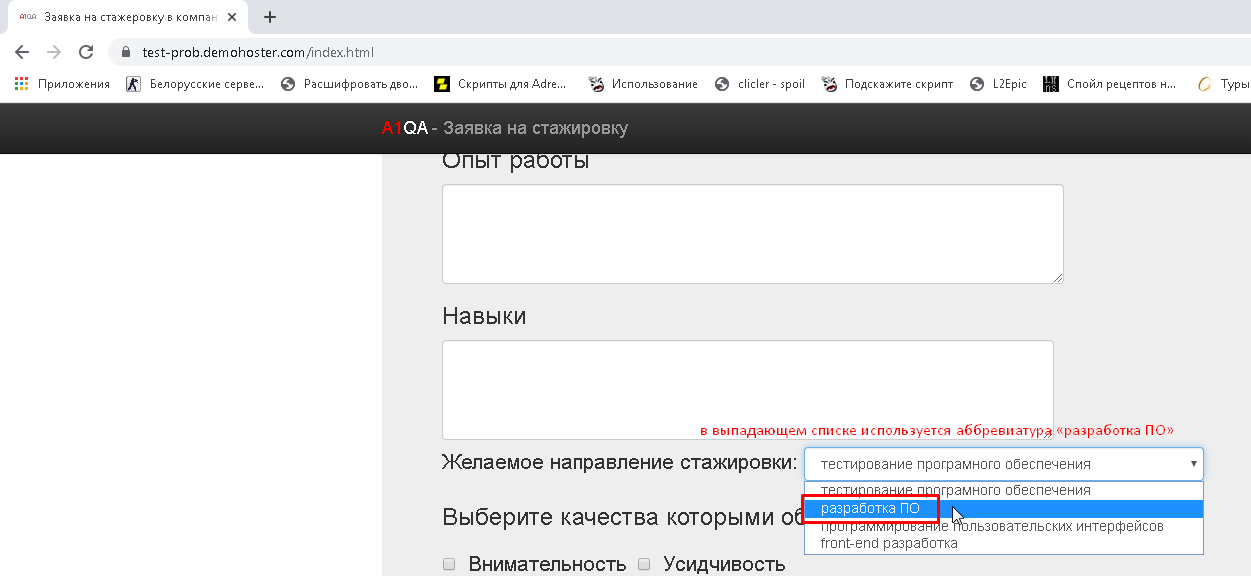 A1QA Заявка на стажировку в компан
test-prob.demohoster.com/index.html
Приложения Белорусские серве... Расшифровать дво... Скрипты для Adre... Использование clicler - spoil Подскажите скрипт L2Epic Спойл рецептов н... Туры
A1QA - Заявка на стажировку
Опыт работы
Навыки
в выпадающем списке используется аббревиатура «разработка ПО»
Желаемое направление стажировки: тестирование програмного обеспечения
тестирование програмного обеспечения
разработка ПО
Выберите качества которыми об
программирование пользовательских интерфейсов
front-end разработка
Внимательность Усидчивость